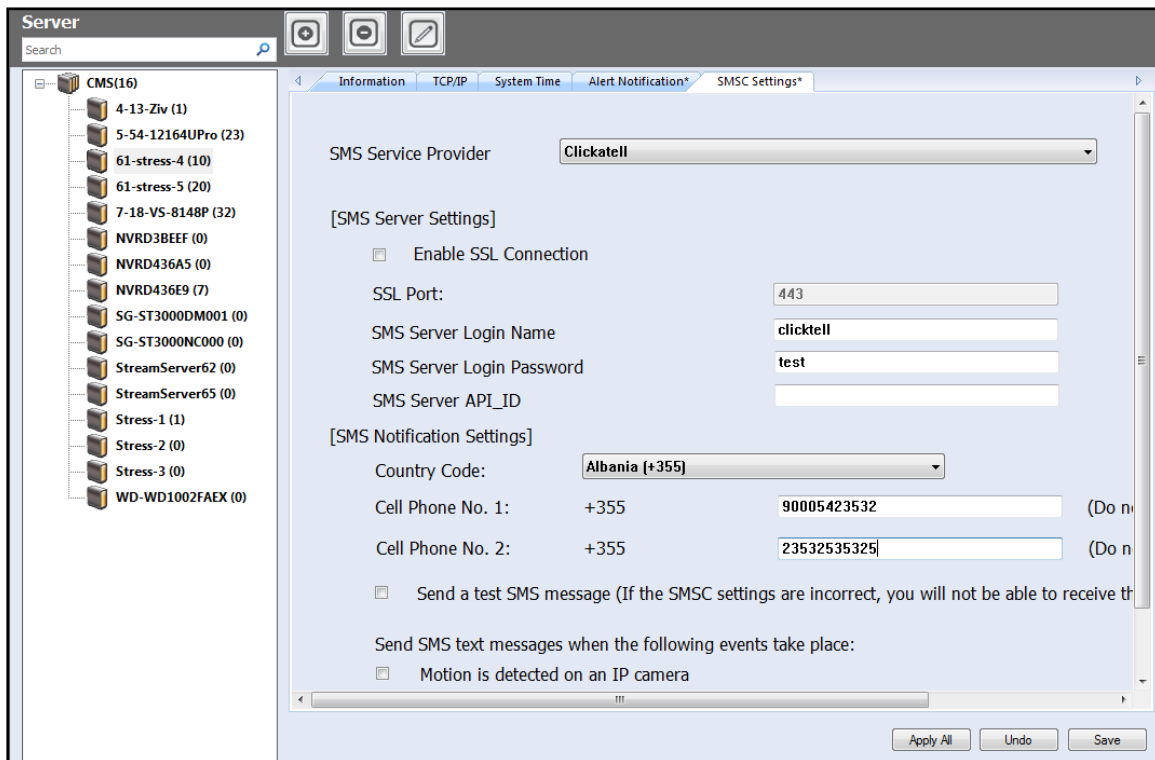 Server
Search
CMS(16)
4-13-Ziv (1)
5-54-12164UPro (23)
61-stress-4 (10)
61-stress-5 (20)
7-18-VS-8148P (32)
NVRD3BEEF (0)
NVRD436A5 (0)
NVRD436E9 (7)
SG-ST3000DM001 (0)
SG-ST3000NC000 (0)
StreamServer62 (0)
StreamServer65 (0)
Stress-1 (1)
Stress-2 (0)
Stress-3 (0)
WD-WD1002FAEX (0)
Information TCP/IP System Time Alert Notification* SMSC Settings*
SMS Service Provider Clickatell
[SMS Server Settings]
Enable SSL Connection
SSL Port: 443
SMS Server Login Name clicktell
SMS Server Login Password test
SMS Server API_ID
[SMS Notification Settings]
Country Code: Albania (+355)
Cell Phone No. 1: +355 90005423532 (Do n
Cell Phone No. 2: +355 23532535325 (Do n
Send a test SMS message (If the SMSC settings are incorrect, you will not be able to receive th
Send SMS text messages when the following events take place:
Motion is detected on an IP camera
Apply All Undo Save